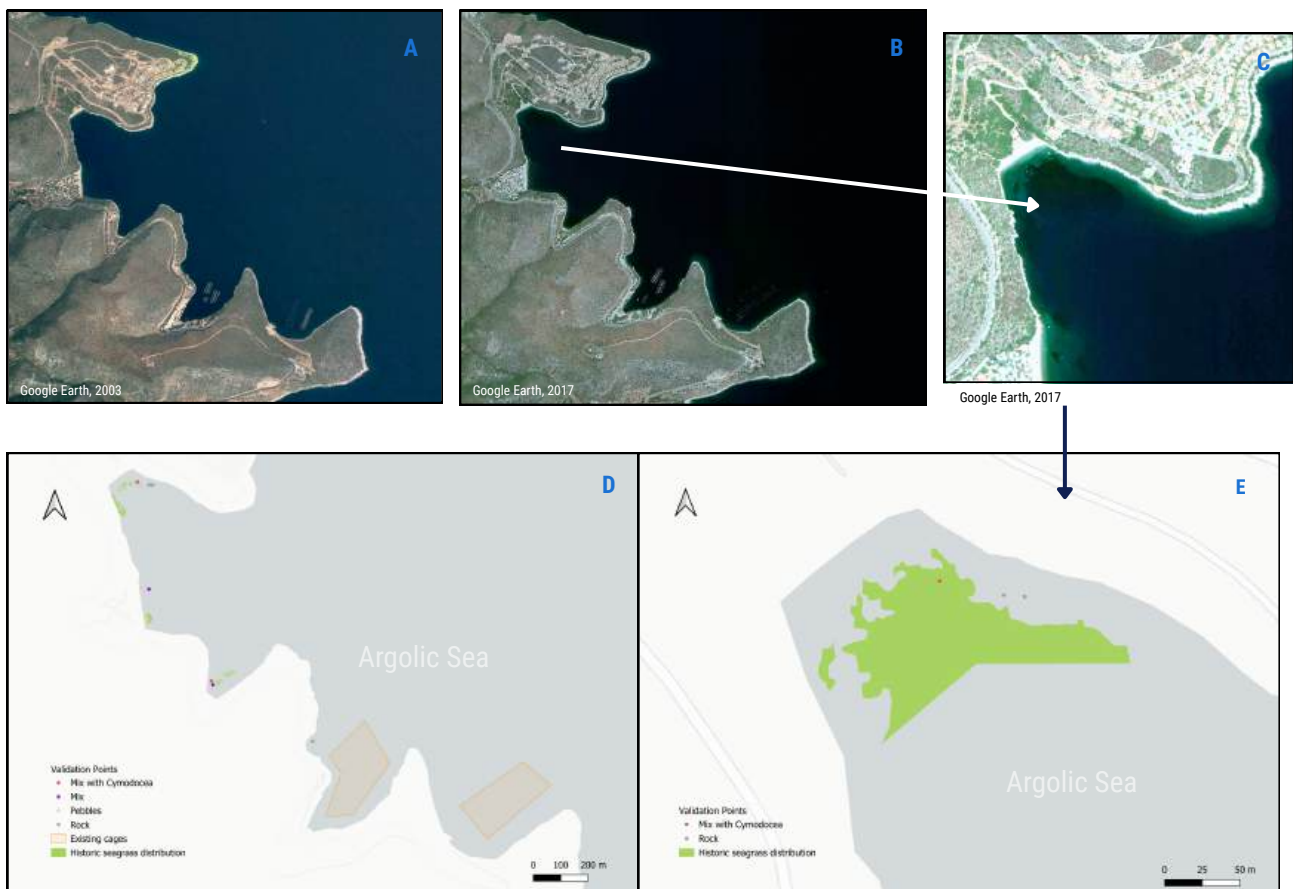 A
B
C
Google Earth, 2003
Google Earth, 2017
Google Earth, 2017
D
Argolic Sea
Validation Points
Mix with Cymodocea
Mix
Pebbles
Rock
Existing cages
Historic seagrass distribution
0 100 200 m
E
Argolic Sea
Validation Points
Mix with Cymodocea
Rock
Historic seagrass distribution
0 25 50 m